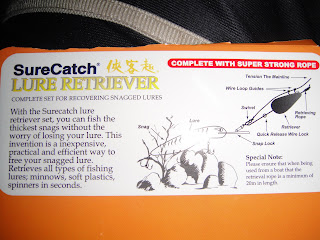 SureCatch® 俠客起
COMPLETE WITH SUPER STRONG ROPE
LURE RETRIEVER
COMPLETE SET FOR RECOVERING SNAGGED LURES
With the Surecatch lure
retriever set, you can fish the
thickest snags without the
worry of losing your lure. This
invention is a inexpensive,
practical and efficient way to
free your snagged lure.
Retrieves all types of fishing
lures; minnows, soft plastics,
spinners in seconds.
Tension The Mainline
Wire Loop Guides
Swivel
Retrieving
Rope
Retriever
Quick Release Wire Lock
Snap Lock
Lure
Snag
Special Note:
Please ensure that when being
used from a boat that the
retrieval rope is a minimum of
20m in length